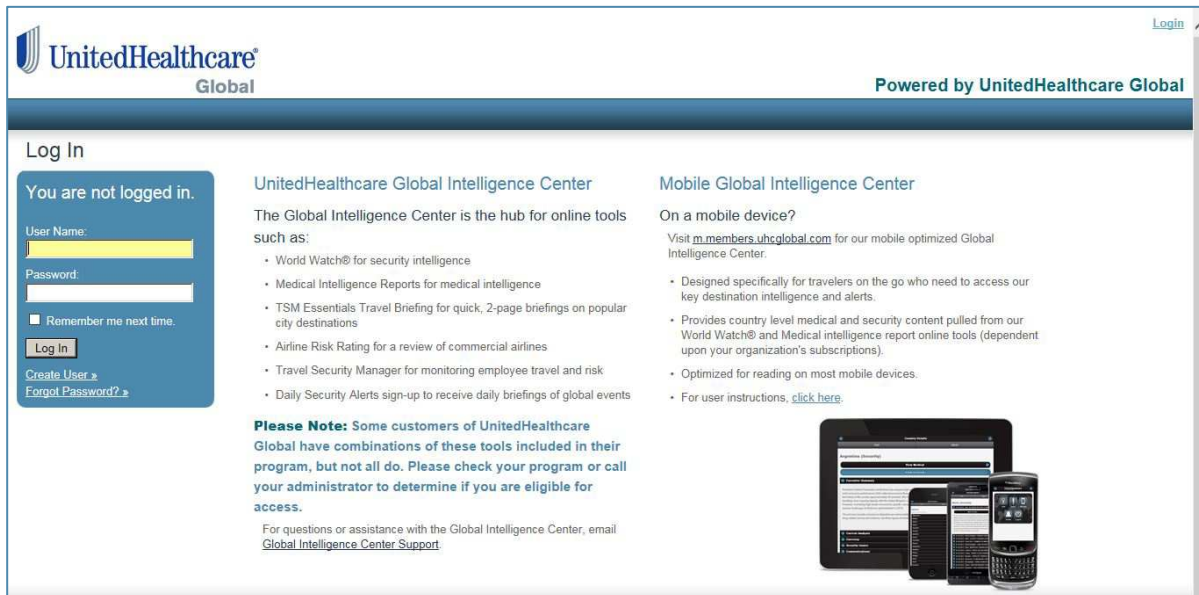 Login
UnitedHealthcare®
Global
Powered by UnitedHealthcare Global
Log In
You are not logged in.
User Name:
Password:
Remember me next time.
Log In
Create User »
Forgot Password? »
UnitedHealthcare Global Intelligence Center
The Global Intelligence Center is the hub for online tools
such as:
• World Watch® for security intelligence
• Medical Intelligence Reports for medical intelligence
• TSM Essentials Travel Briefing for quick, 2-page briefings on popular
city destinations
• Airline Risk Rating for a review of commercial airlines
• Travel Security Manager for monitoring employee travel and risk
• Daily Security Alerts sign-up to receive daily briefings of global events
Please Note: Some customers of UnitedHealthcare
Global have combinations of these tools included in their
program, but not all do. Please check your program or call
your administrator to determine if you are eligible for
access.
For questions or assistance with the Global Intelligence Center, email
Global Intelligence Center Support.
Mobile Global Intelligence Center
On a mobile device?
Visit m.members.uhcglobal.com for our mobile optimized Global
Intelligence Center.
• Designed specifically for travelers on the go who need to access our
key destination intelligence and alerts.
• Provides country level medical and security content pulled from our
World Watch® and Medical intelligence report online tools (dependent
upon your organization's subscriptions).
• Optimized for reading on most mobile devices.
• For user instructions, click here.